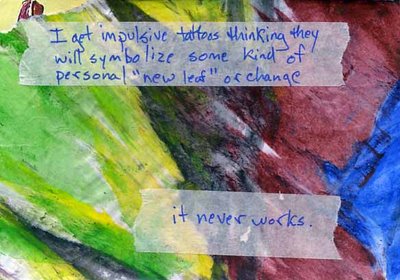 I get impulsive tattoos thinking they
will symbolize some kind of
personal "new leaf" or change
it never works.